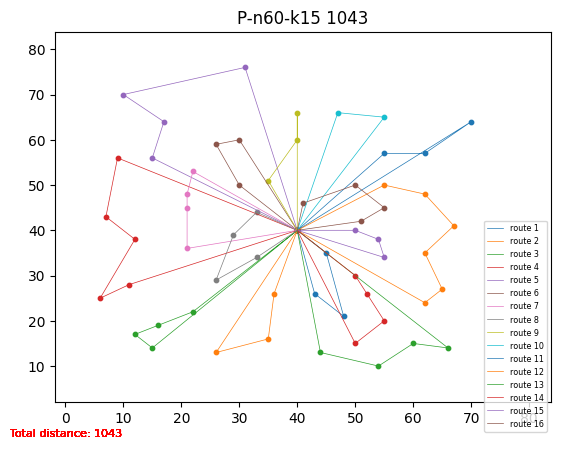 P-n60-k15 1043
80
70
60
50
40
30
20
10
0 10 20 30 40 50 60 70 80
route 1
route 2
route 3
route 4
route 5
route 6
route 7
route 8
route 9
route 10
route 11
route 12
route 13
route 14
route 15
route 16
Total distance: 1043